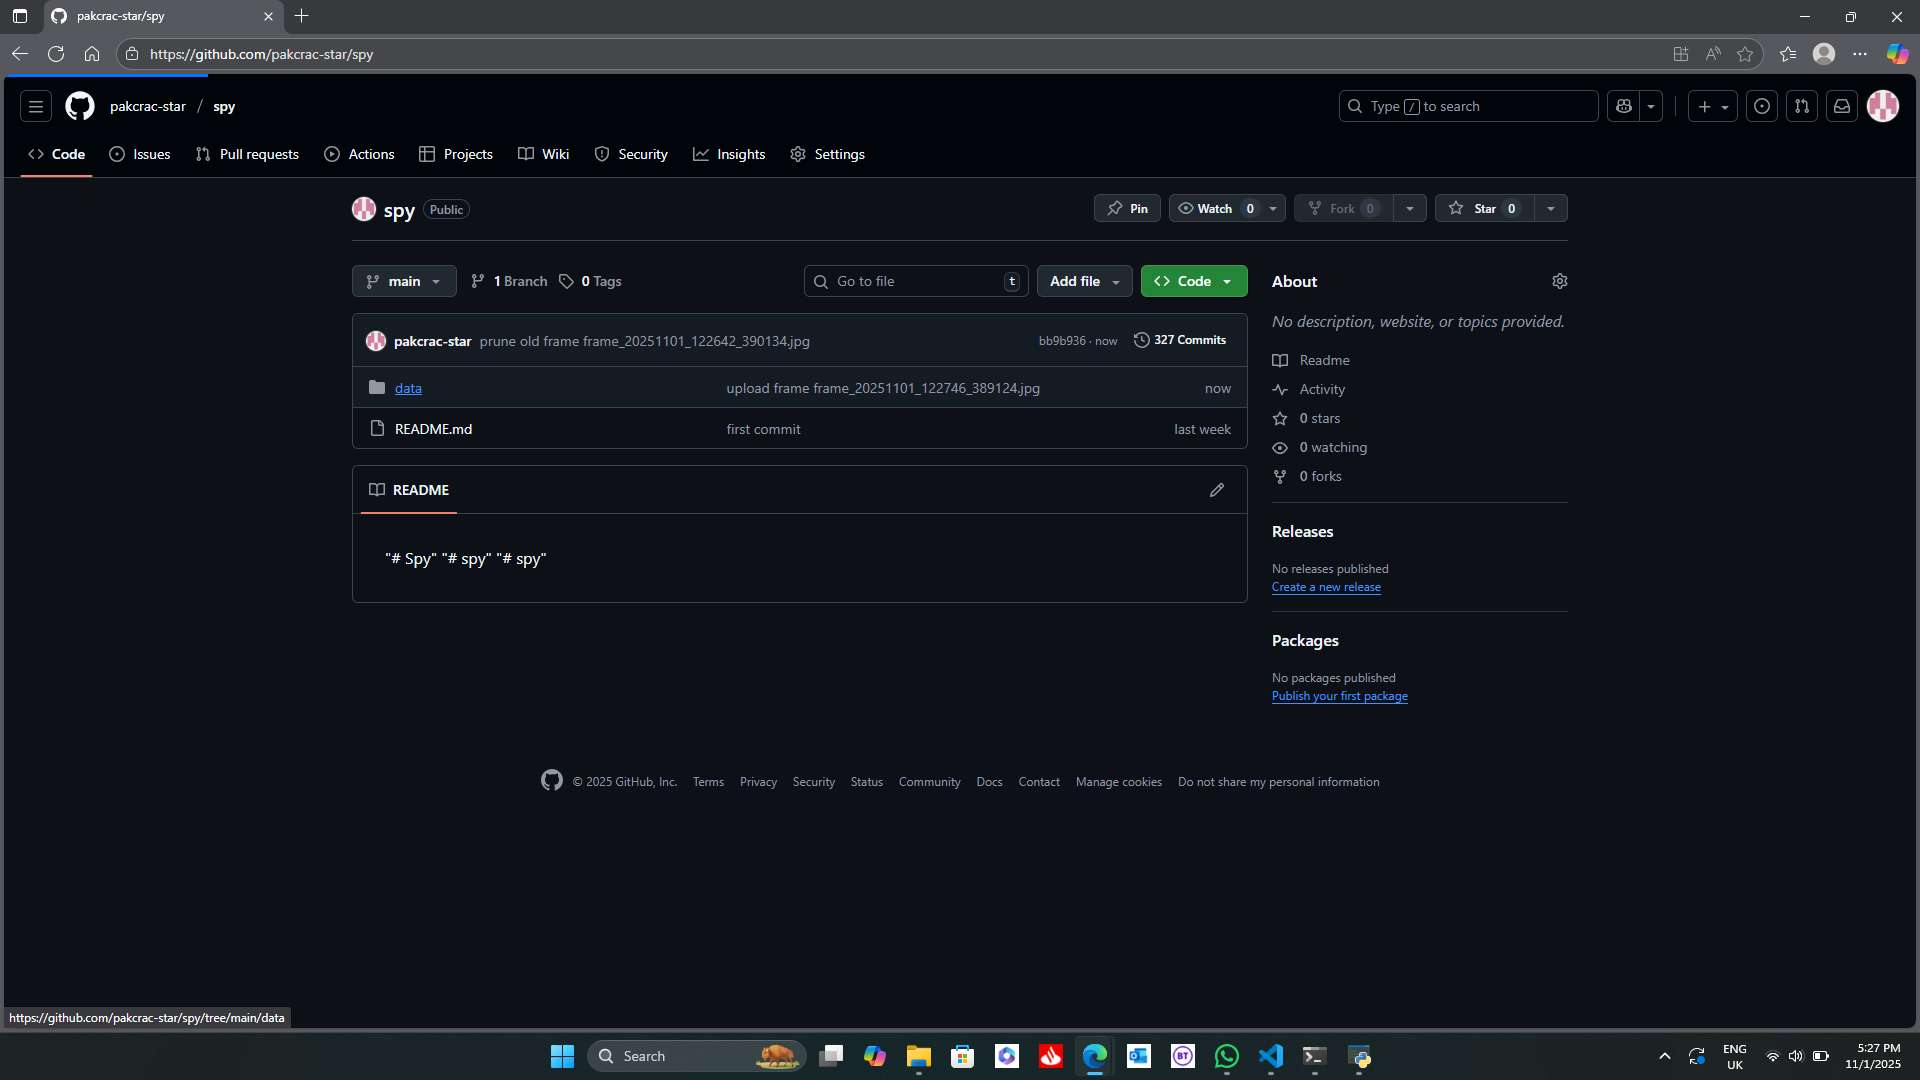 pakcrac-star/spy
https://github.com/pakcrac-star/spy
pakcrac-star / spy
Type / to search
Code Issues Pull requests Actions Projects Wiki Security Insights Settings
spy Public
Pin Watch 0 Fork 0 Star 0
main 1 Branch 0 Tags Go to file t Add file Code
pakcrac-star prune old frame frame_20251101_122642_390134.jpg bb9b936 · now 327 Commits
data upload frame frame_20251101_122746_389124.jpg now
README.md first commit last week
README
"# Spy" "# spy" "# spy"
About
No description, website, or topics provided.
Readme
Activity
0 stars
0 watching
0 forks
Releases
No releases published
Create a new release
Packages
No packages published
Publish your first package
© 2025 GitHub, Inc. Terms Privacy Security Status Community Docs Contact Manage cookies Do not share my personal information
https://github.com/pakcrac-star/spy/tree/main/data
Search
BT
ENG
UK
5:27 PM
11/1/2025